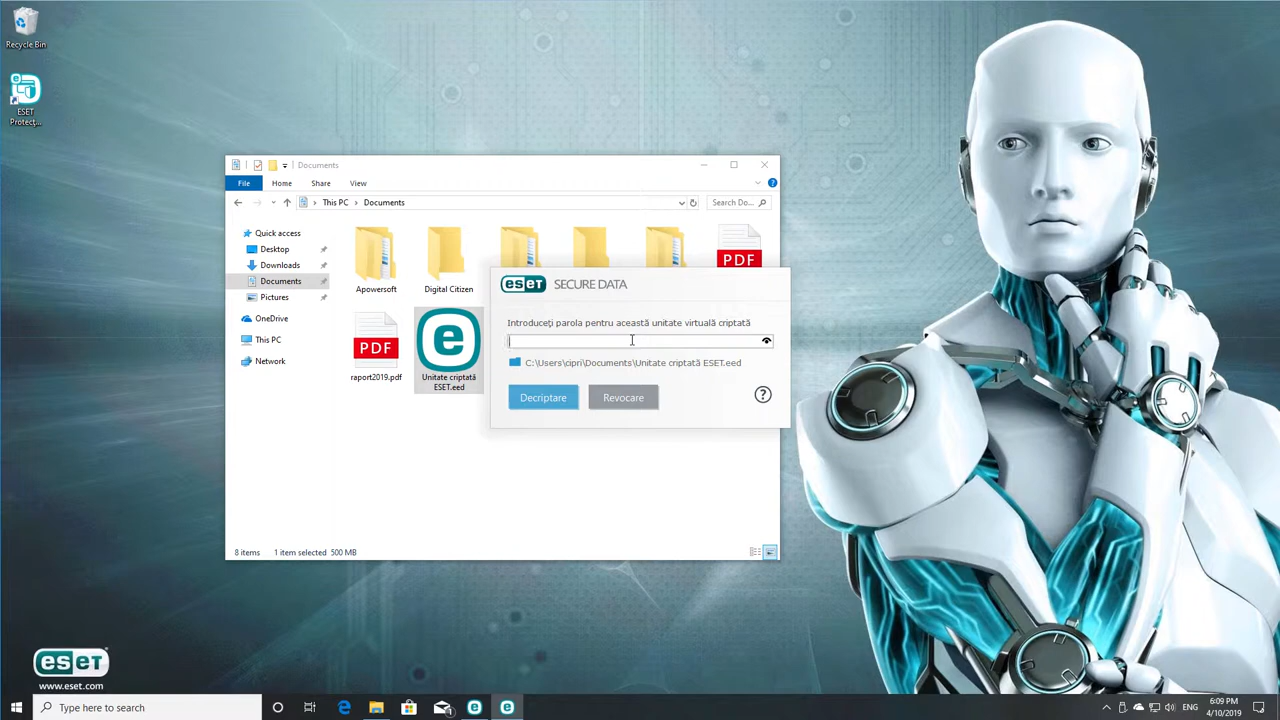 Recycle Bin
ESET
Protecț...
Documents
File
Home
Share
View
This PC
Documents
Search Do...
Quick access
Desktop
Downloads
Documents
Pictures
OneDrive
This PC
Network
PDF
Apowersoft
Digital Citizen
PDF
raport2019.pdf
e
Unitate criptată
ESET.eed
eset SECURE DATA
Introduceți parola pentru această unitate virtuală criptată
C:\Users\cipri\Documents\Unitate criptată ESET.eed
Decriptare
Revocare
?
8 items
1 item selected 500 MB
eset
www.eset.com
Type here to search
1
ENG
6:09 PM
4/10/2019